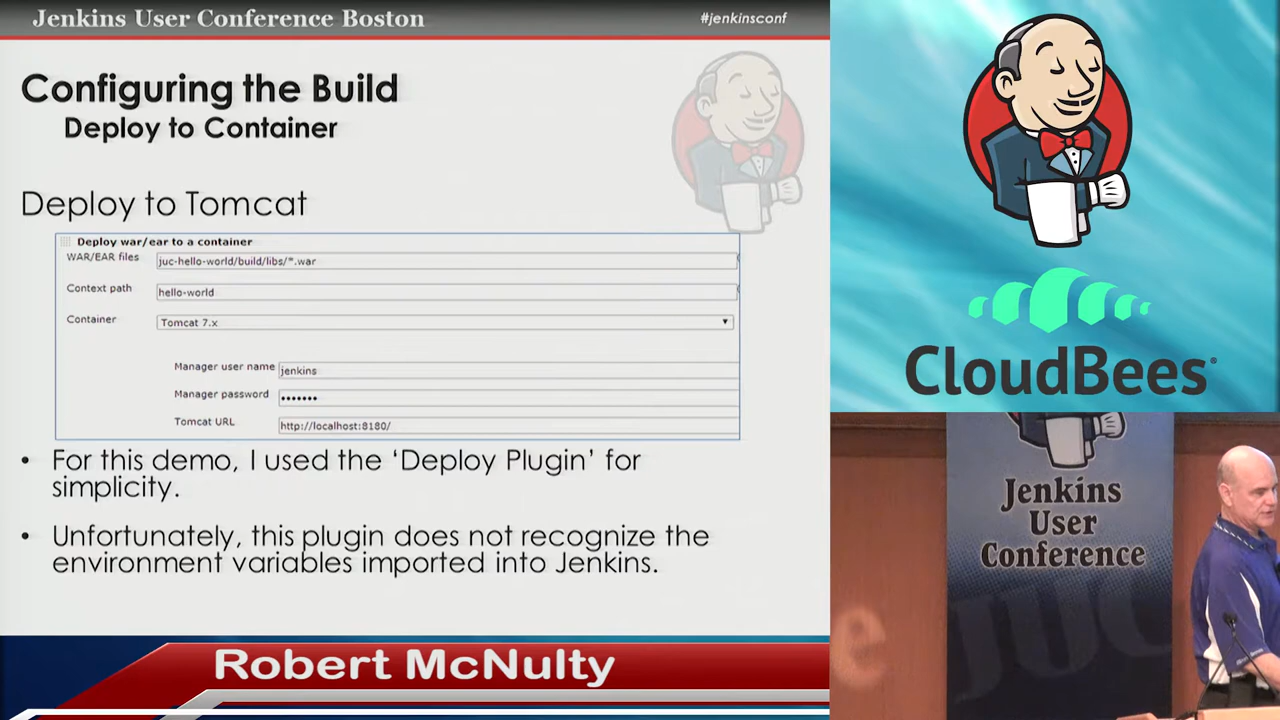 Jenkins User Conference Boston
#jenkinsconf
Configuring the Build
Deploy to Container
Deploy to Tomcat
Deploy war/ear to a container
WAR/EAR files
juc-hello-world/build/libs/*.war
Context path
hello-world
Container
Tomcat 7.x
Manager user name
jenkins
Manager password
•••••••
Tomcat URL
http://localhost:8180/
• For this demo, I used the ‘Deploy Plugin’ for
simplicity.
• Unfortunately, this plugin does not recognize the
environment variables imported into Jenkins.
Robert McNulty
CloudBees®
Jenkins
User
Conference
JUC
e